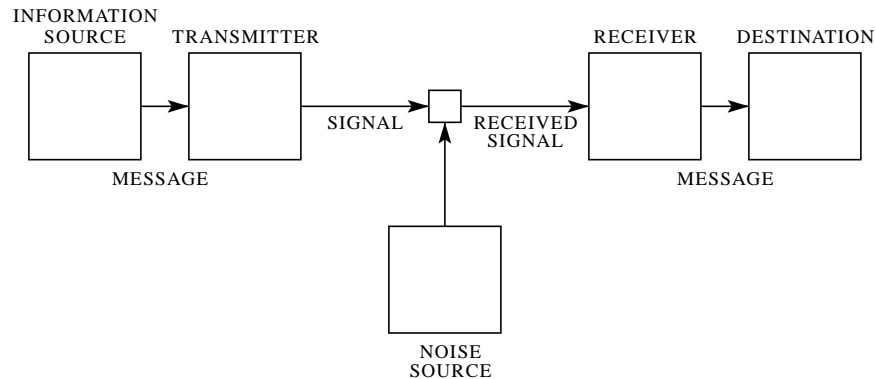 INFORMATION
SOURCE
TRANSMITTER
RECEIVER
DESTINATION
SIGNAL
RECEIVED
SIGNAL
MESSAGE
MESSAGE
NOISE
SOURCE